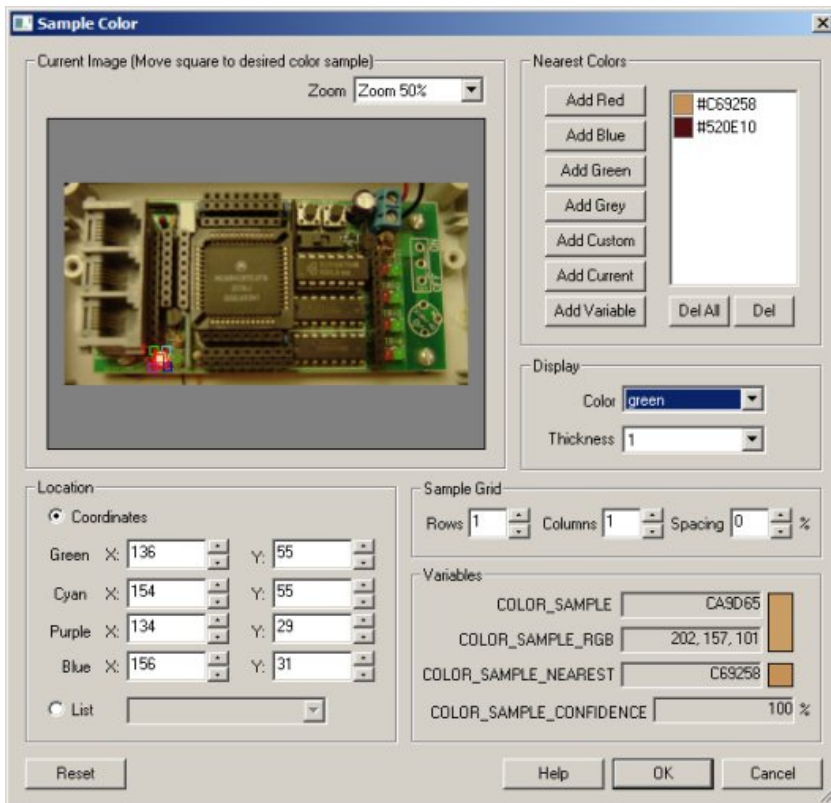 Sample Color
Current Image (Move square to desired color sample)
Zoom Zoom 50%
Nearest Colors
Add Red
Add Blue
Add Green
Add Grey
Add Custom
Add Current
Add Variable
#C69258
#520E10
Del All Del
Display
Color green
Thickness 1
Location
Coordinates
Green X: 136 Y: 55
Cyan X: 154 Y: 55
Purple X: 134 Y: 29
Blue X: 156 Y: 31
List
Sample Grid
Rows 1 Columns 1 Spacing 0 %
Variables
COLOR_SAMPLE CA9D65
COLOR_SAMPLE_RGB 202, 157, 101
COLOR_SAMPLE_NEAREST C69258
COLOR_SAMPLE_CONFIDENCE 100 %
Reset Help OK Cancel